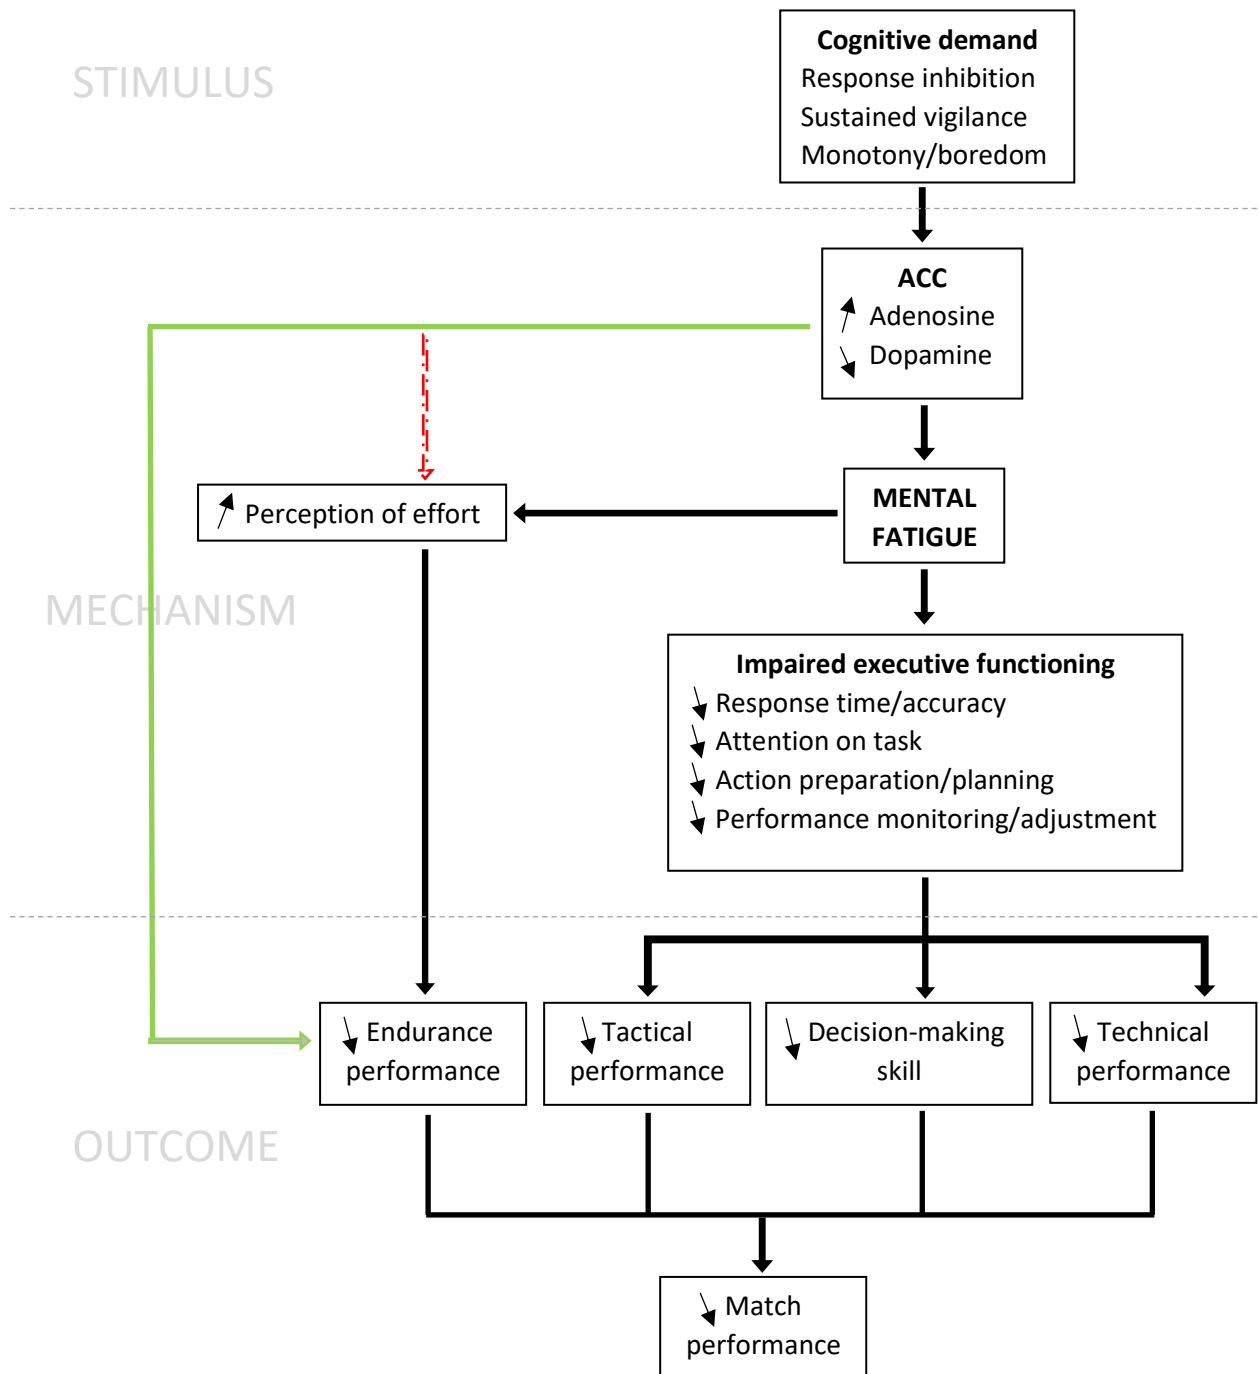 STIMULUS
Cognitive demand
Response inhibition
Sustained vigilance
Monotony/boredom
ACC
Adenosine
Dopamine
Perception of effort
MENTAL
FATIGUE
MECHANISM
Impaired executive functioning
Response time/accuracy
Attention on task
Action preparation/planning
Performance monitoring/adjustment
Endurance
performance
Tactical
performance
Decision-making
skill
Technical
performance
OUTCOME
Match
performance